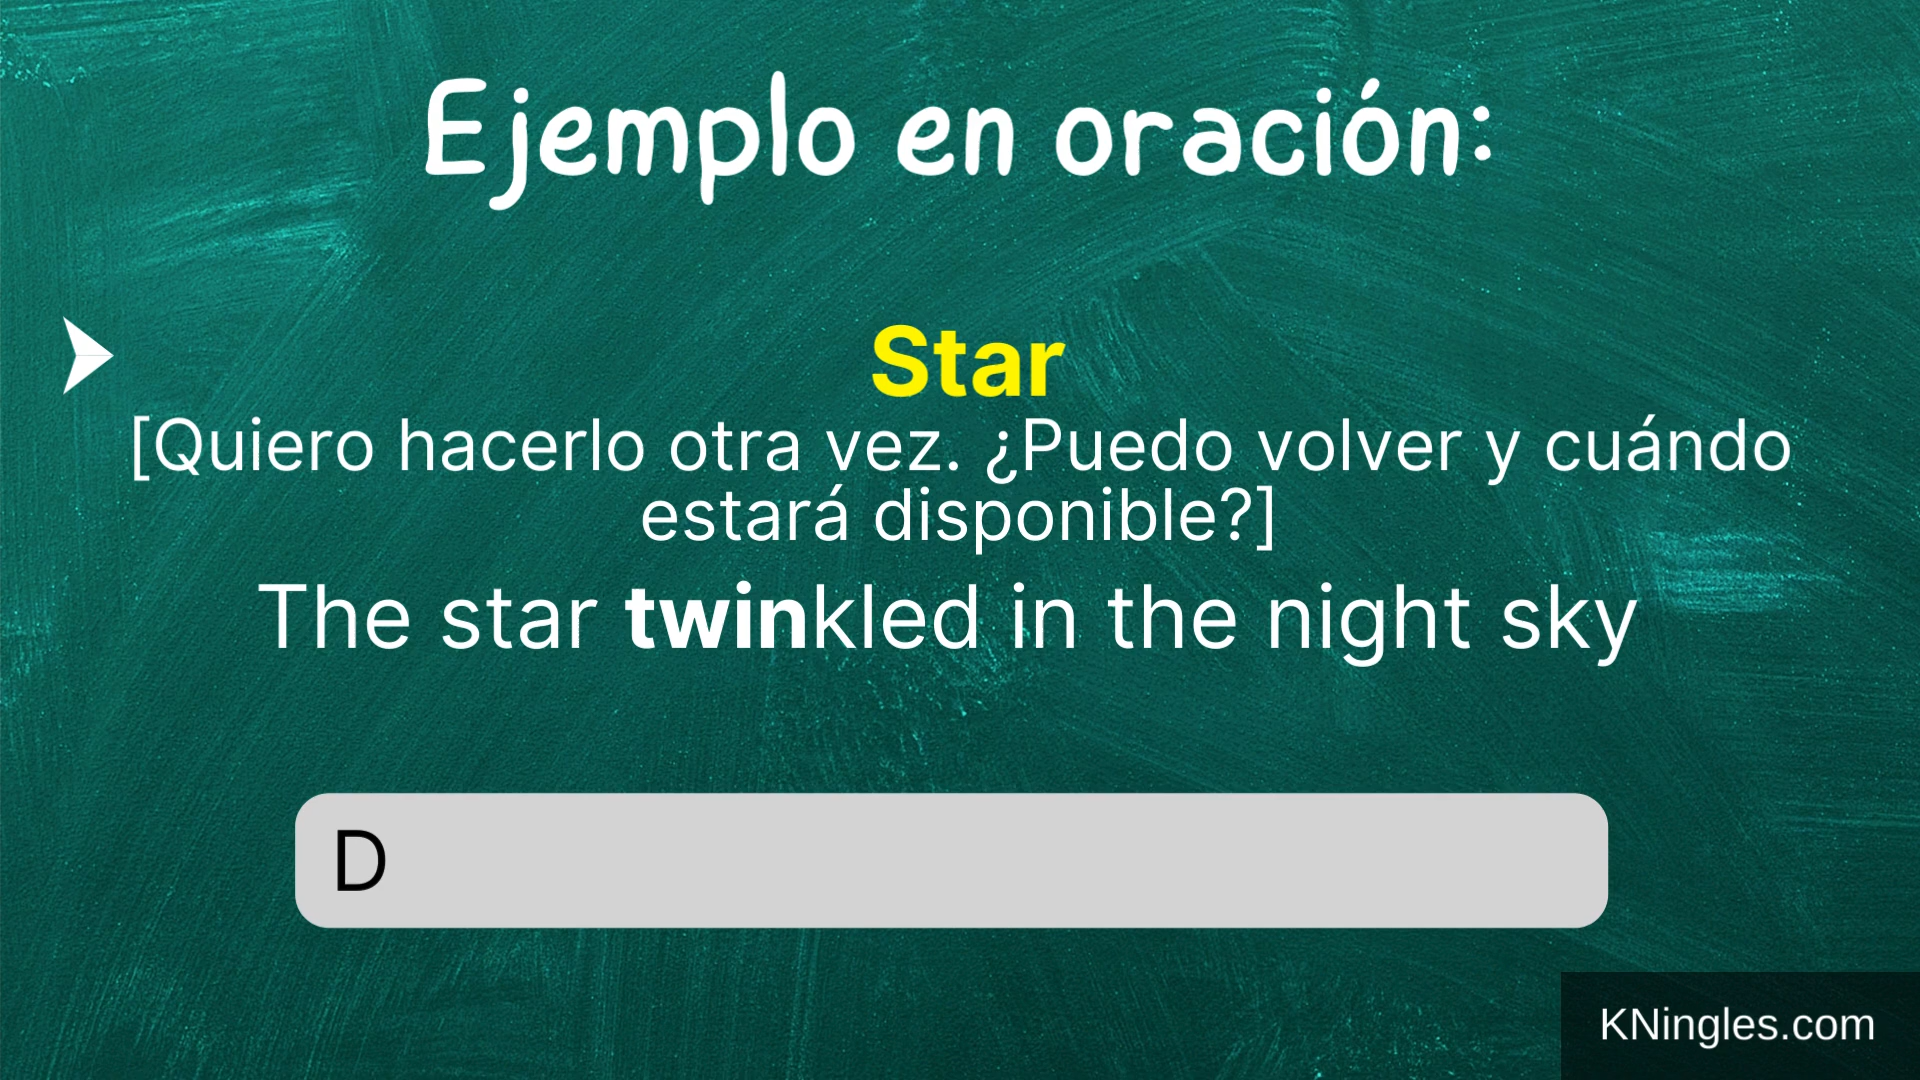 Ejemplo en oración:
Star
[Quiero hacerlo otra vez. ¿Puedo volver y cuándo
estará disponible?]
The star twinkled in the night sky
D
KNingles.com